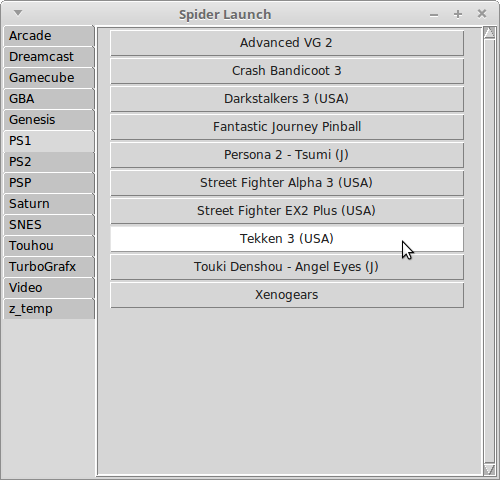 Spider Launch
Arcade
Dreamcast
Gamecube
GBA
Genesis
PS1
PS2
PSP
Saturn
SNES
Touhou
TurboGrafx
Video
z_temp
Advanced VG 2
Crash Bandicoot 3
Darkstalkers 3 (USA)
Fantastic Journey Pinball
Persona 2 - Tsumi (J)
Street Fighter Alpha 3 (USA)
Street Fighter EX2 Plus (USA)
Tekken 3 (USA)
Touki Denshou - Angel Eyes (J)
Xenogears